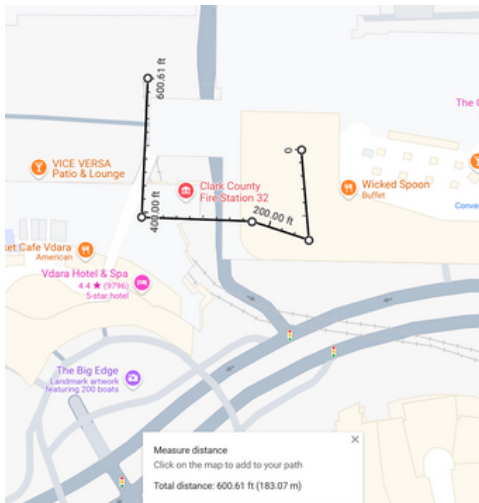 600.61 ft
The C
VICE VERSA
Patio & Lounge
0
Clark County
Fire Station 32
Wicked Spoon
Buffet
400.00 ft
200.00 ft
Conve
ket Cafe Vdara
American
Vdara Hotel & Spa
4.4 ★ (9796)
5-star hotel
The Big Edge
Landmark artwork
featuring 200 boats
Measure distance
Click on the map to add to your path
Total distance: 600.61 ft (183.07 m)